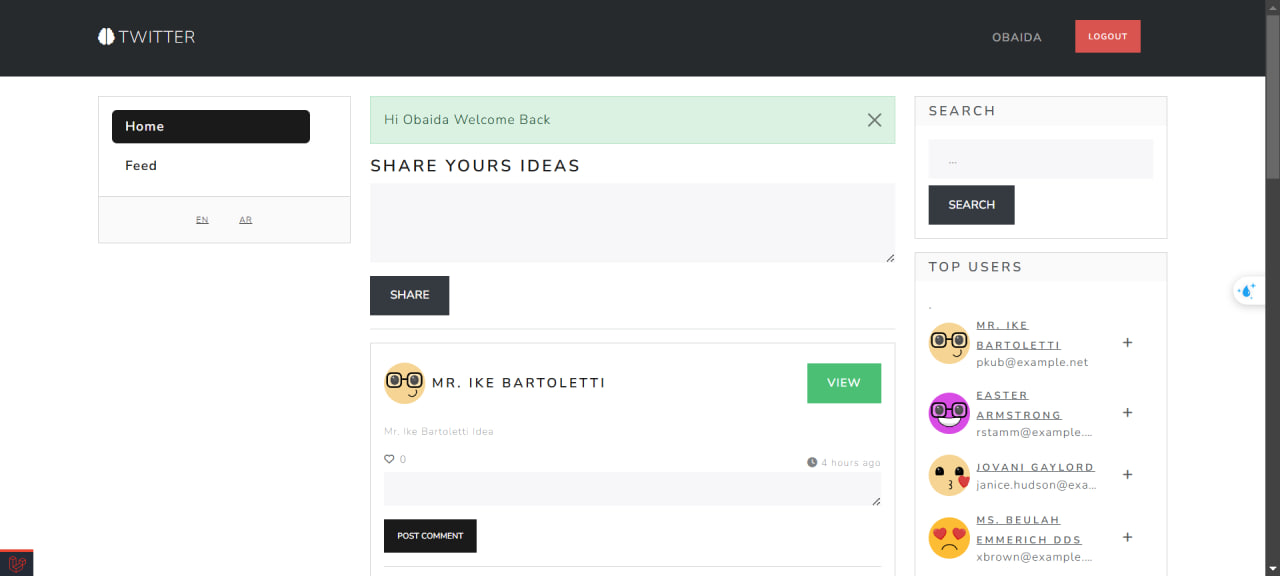 TWITTER
OBAIDA
LOGOUT
Home
Feed
EN AR
Hi Obaida Welcome Back
SHARE YOURS IDEAS
SHARE
MR. IKE BARTOLETTI
VIEW
Mr. Ike Bartoletti Idea
0
4 hours ago
POST COMMENT
SEARCH
...
SEARCH
TOP USERS
.
MR. IKE
BARTOLETTI
pkub@example.net
EASTER
ARMSTRONG
rstamm@example....
JOVANI GAYLORD
janice.hudson@exa...
MS. BEULAH
EMMERICH DDS
xbrown@example....